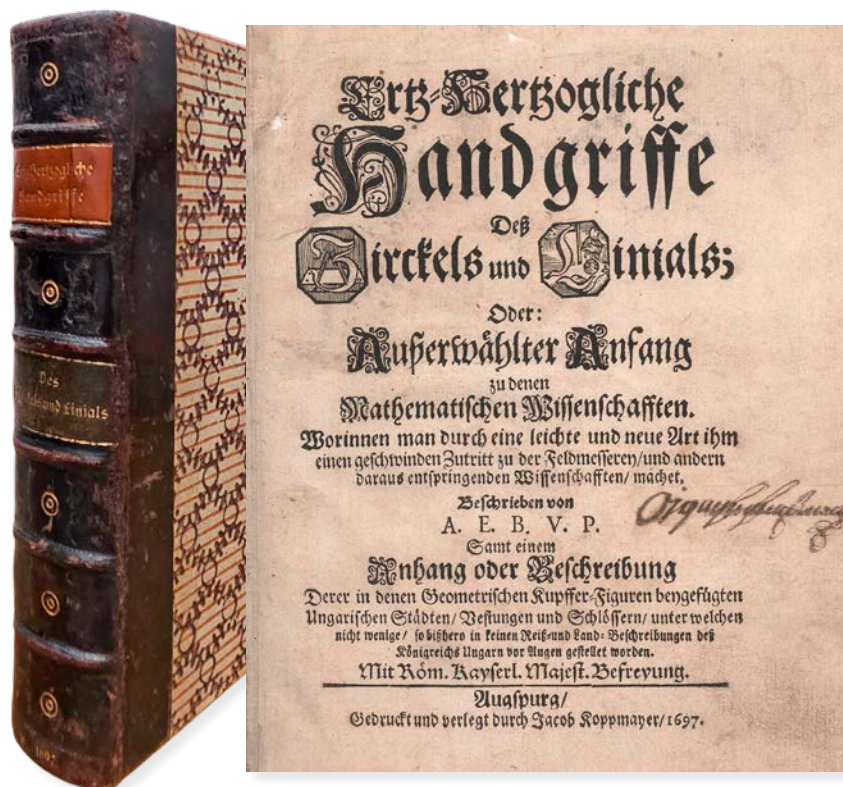 Hertzogliche
Handgriffe
Des
und Linials
Ertz-Hertzogliche
Handgriffe
Deß
Zirckels und Linials;
Oder:
Außerwählter Anfang
zu denen
Mathematischen Wissenschafften.
Worinnen man durch eine leichte und neue Art ihm
einen geschwinden Zutritt zu der Feldmesserey/und andern
daraus entspringenden Wissenschafften/ machet.
Beschrieben von
A. E. B. V. P.
Samt einem
Anhang oder Beschreibung
Derer in denen Geometrischen Kupffer-Figuren beygefügten
Ungarischen Städten/ Vestungen und Schlössern/ unter welchen
nicht wenige/ so bißhero in keinen Reiß-und Land-Beschreibungen deß
Königreichs Ungarn vor Augen gestellet worden.
Mit Röm. Kayserl. Majest. Befreyung.
Augspurg/
Gedruckt und verlegt durch Jacob Koppmayer/1697.